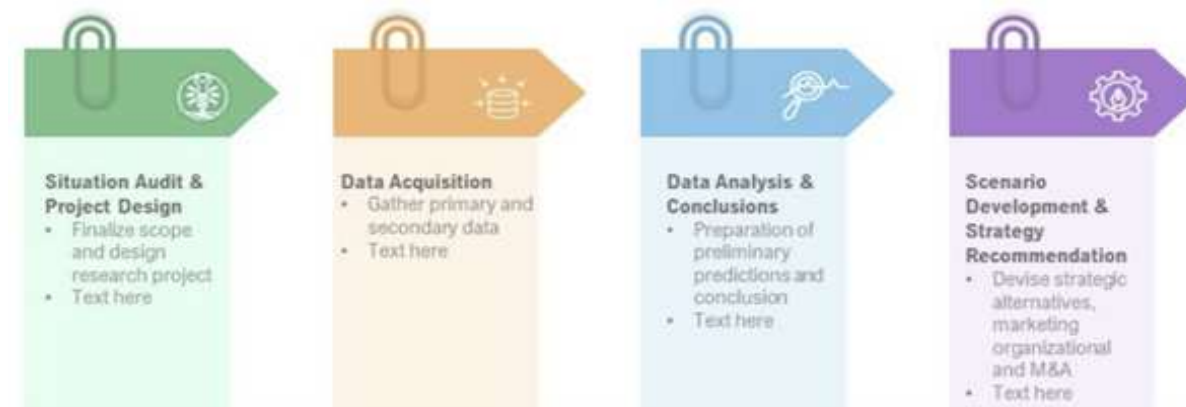 Situation Audit &
Project Design
• Finalize scope
and design
research project
• Text here
Data Acquisition
• Gather primary and
secondary data
• Text here
Data Analysis &
Conclusions
• Preparation of
preliminary
predictions and
conclusion
• Text here
Scenario
Development &
Strategy
Recommendation
• Devise strategic
alternatives,
marketing
organizational
and M&A
• Text here